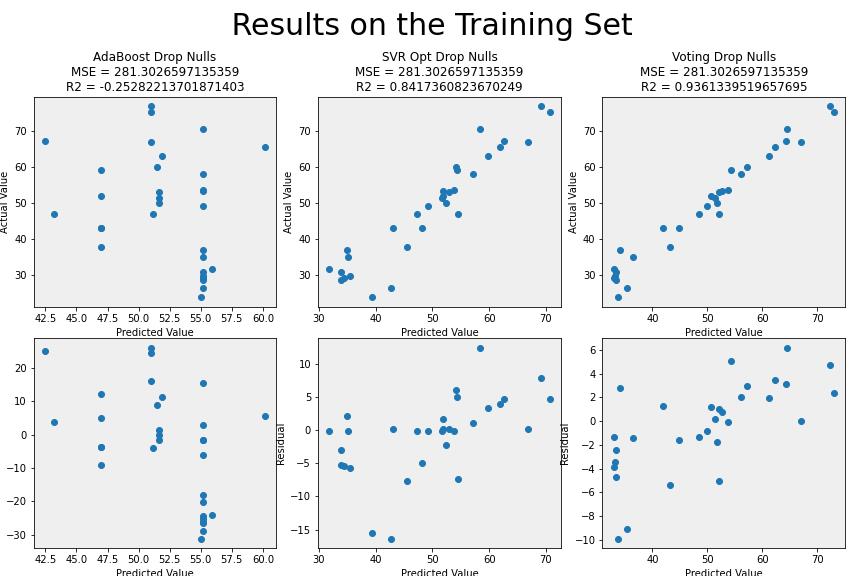 Results on the Training Set
AdaBoost Drop Nulls
MSE = 281.3026597135359
R2 = -0.25282213701871403
SVR Opt Drop Nulls
MSE = 281.3026597135359
R2 = 0.8417360823670249
Voting Drop Nulls
MSE = 281.3026597135359
R2 = 0.9361339519657695
Actual Value
70
60
50
40
30
42.5 45.0 47.5 50.0 52.5 55.0 57.5 60.0
Predicted Value
Actual Value
70
60
50
40
30
30 40 50 60 70
Predicted Value
Actual Value
70
60
50
40
30
40 50 60 70
Predicted Value
20
10
0
−10
−20
−30
42.5 45.0 47.5 50.0 52.5 55.0 57.5 60.0
Predicted Value
Residual
10
5
0
−5
−10
−15
30 40 50 60 70
Predicted Value
Residual
6
4
2
0
−2
−4
−6
−8
−10
40 50 60 70
Predicted Value